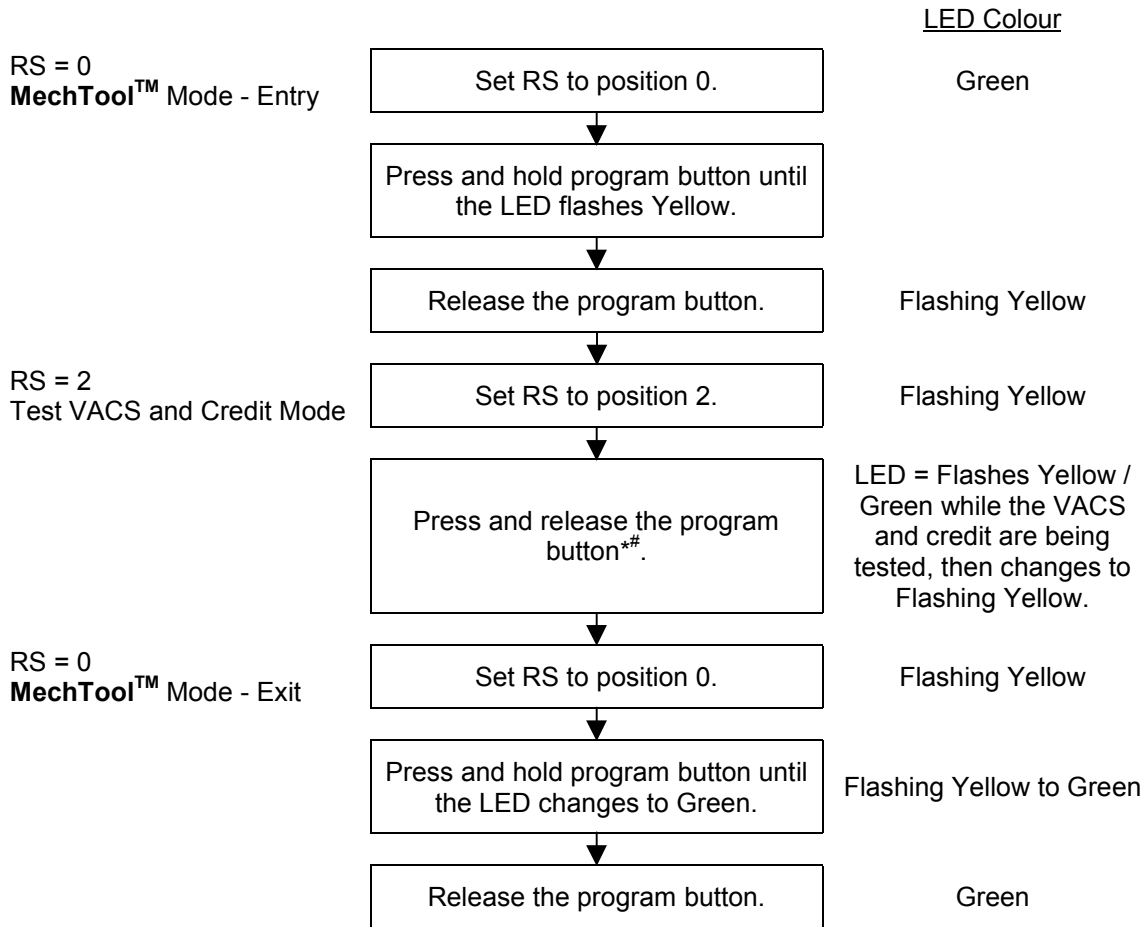 LED Colour
RS = 0
MechTool™ Mode - Entry
Set RS to position 0.
Green
Press and hold program button until
the LED flashes Yellow.
Release the program button.
Flashing Yellow
RS = 2
Test VACS and Credit Mode
Set RS to position 2.
Flashing Yellow
Press and release the program
button*#.
LED = Flashes Yellow /
Green while the VACS
and credit are being
tested, then changes to
Flashing Yellow.
RS = 0
MechTool™ Mode - Exit
Set RS to position 0.
Flashing Yellow
Press and hold program button until
the LED changes to Green.
Flashing Yellow to Green
Release the program button.
Green